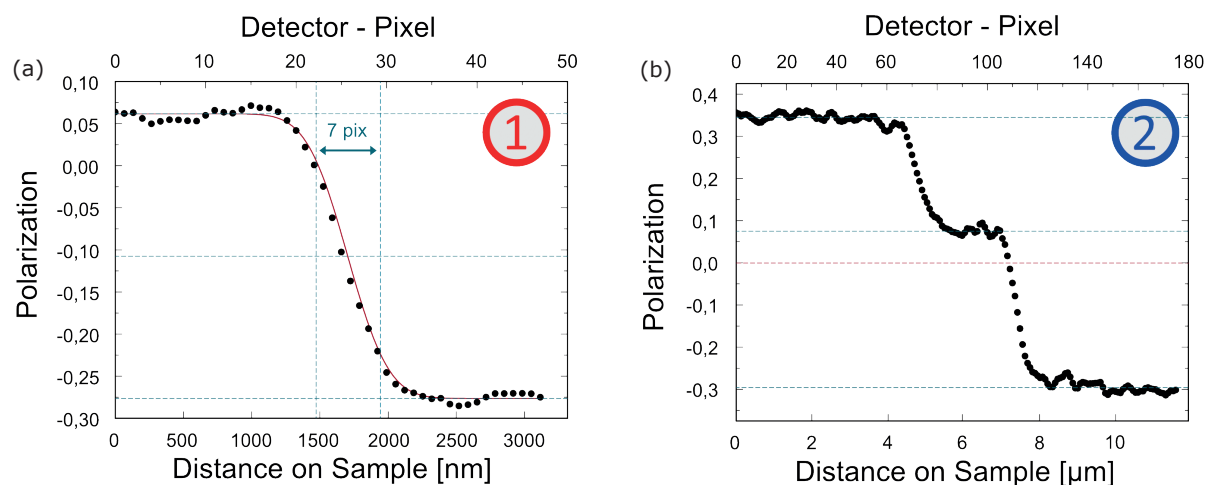 Detector - Pixel
0 10 20 30 40 50
(a)
0,10
0,05
0,00
-0,05
-0,10
-0,15
-0,20
-0,25
-0,30
Polarization
7 pix
1
0 500 1000 1500 2000 2500 3000
Distance on Sample [nm]
Detector - Pixel
0 20 30 40 60 80 100 120 140 160 180
(b)
0,4
0,3
0,2
0,1
0,0
-0,1
-0,2
-0,3
Polarization
2
0 2 4 6 8 10
Distance on Sample [µm]